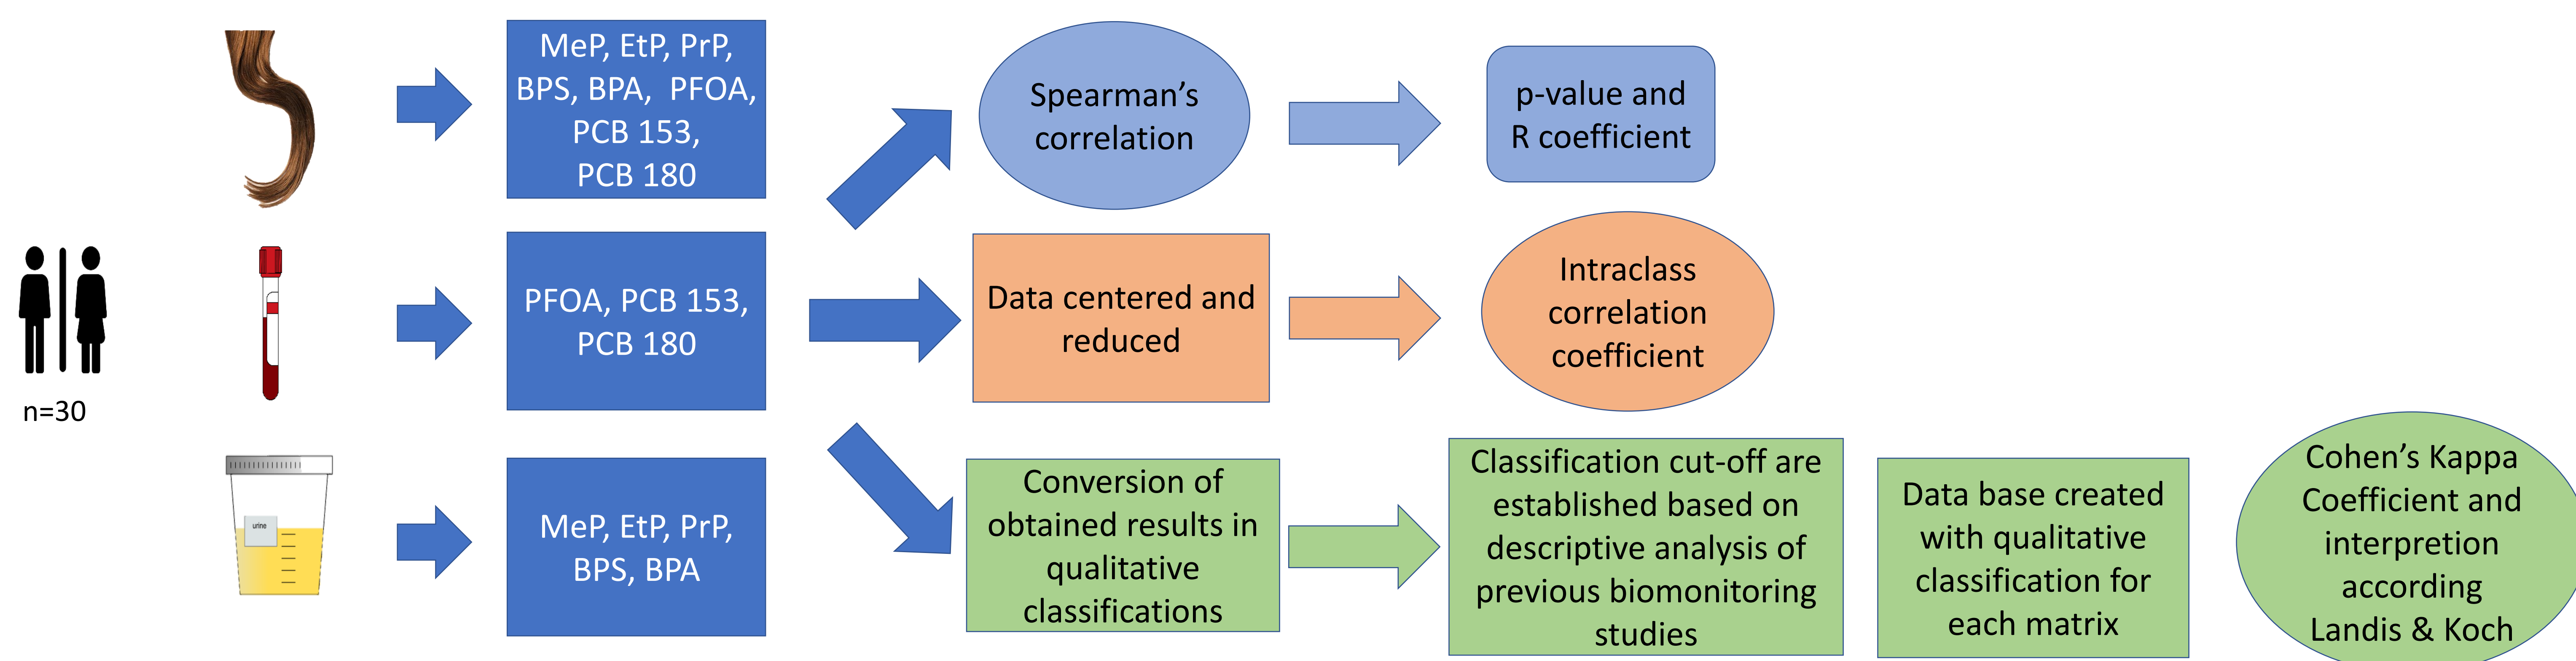 MeP, EtP, PrP,
BPS, BPA,  PFOA,
PCB 153,
PCB 180
Spearman’s
correlation
p-value and
R coefficient
n=30
PFOA, PCB 153,
PCB 180
Data centered and
reduced
Intraclass
correlation
coefficient
urine
MeP, EtP, PrP,
BPS, BPA
Conversion of
obtained results in
qualitative
classifications
Classification cut-off are
established based on
descriptive analysis of
previous biomonitoring
studies
Data base created
with qualitative
classification for
each matrix
Cohen’s Kappa
Coefficient and
interpretion
according
Landis & Koch